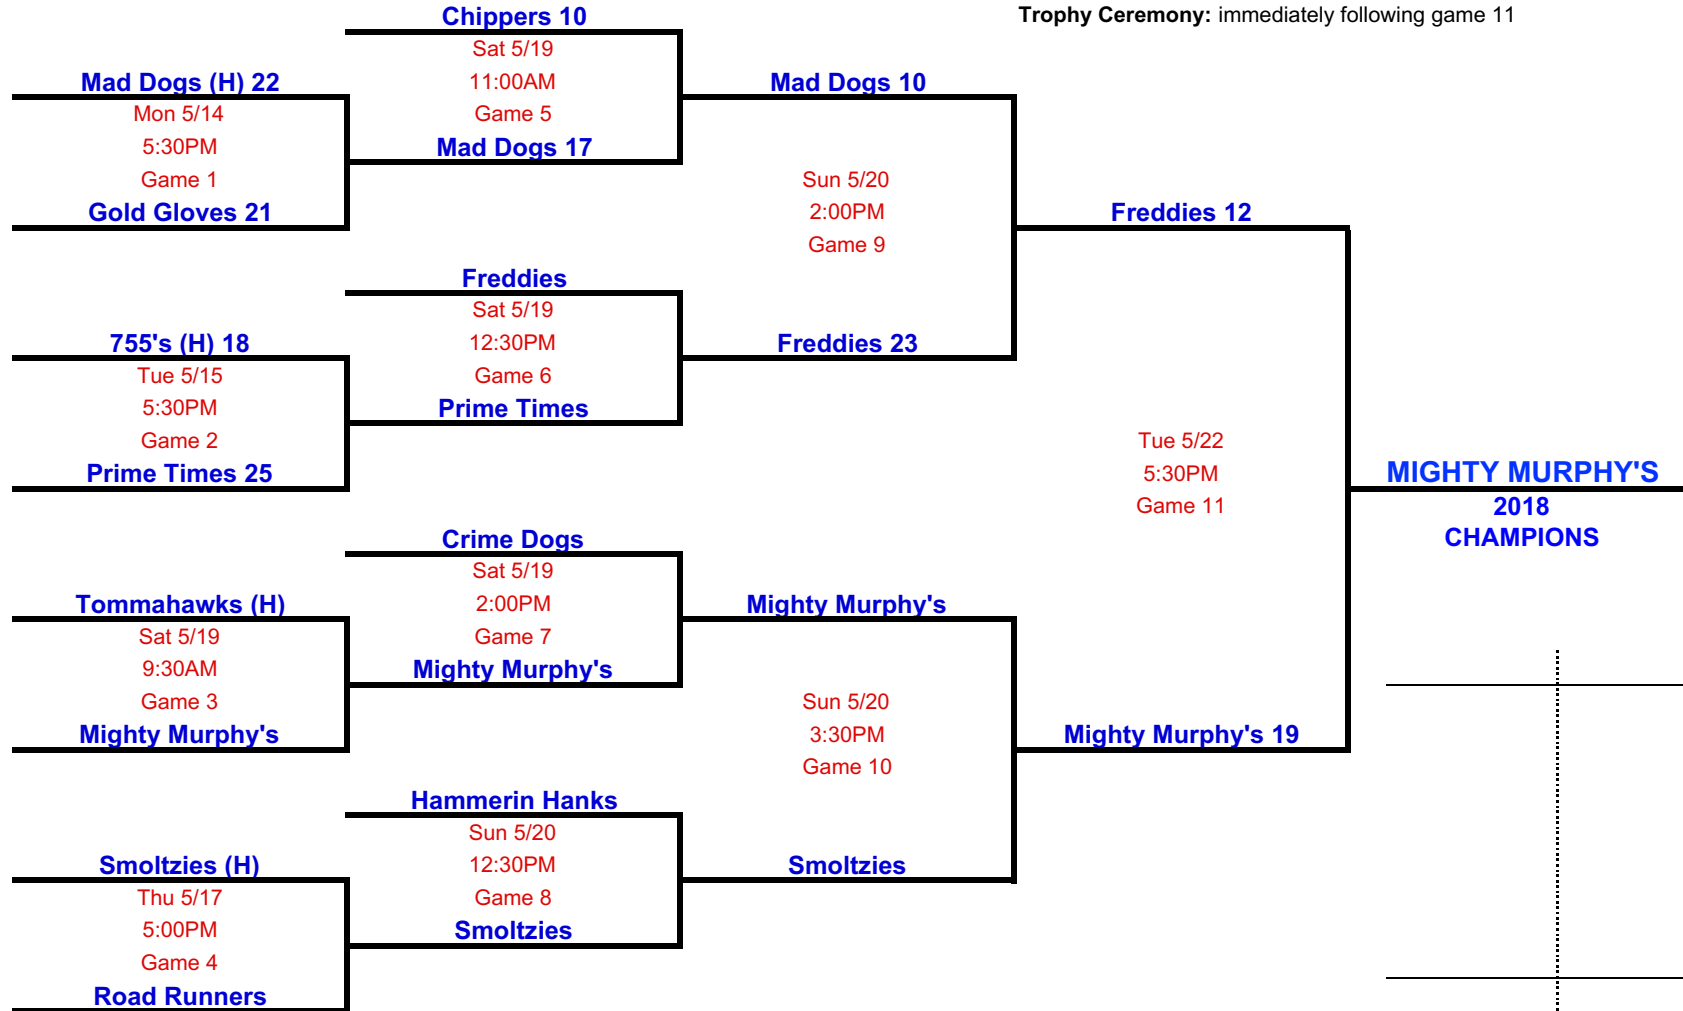 Chippers 10
Trophy Ceremony: immediately following game 11
Sat 5/19
11:00AM
Game 5
Mad Dogs 17
Mad Dogs (H) 22
Mon 5/14
5:30PM
Game 1
Gold Gloves 21
Mad Dogs 10
Sun 5/20
2:00PM
Game 9
Freddies 23
Freddies
Sat 5/19
12:30PM
Game 6
Prime Times
755's (H) 18
Tue 5/15
5:30PM
Game 2
Prime Times 25
Freddies 12
Tue 5/22
5:30PM
Game 11
Mighty Murphy's 19
MIGHTY MURPHY'S
2018
CHAMPIONS
Crime Dogs
Sat 5/19
2:00PM
Game 7
Mighty Murphy's
Tommahawks (H)
Sat 5/19
9:30AM
Game 3
Mighty Murphy's
Mighty Murphy's
Sun 5/20
3:30PM
Game 10
Smoltzies
Hammerin Hanks
Sun 5/20
12:30PM
Game 8
Smoltzies
Smoltzies (H)
Thu 5/17
5:00PM
Game 4
Road Runners